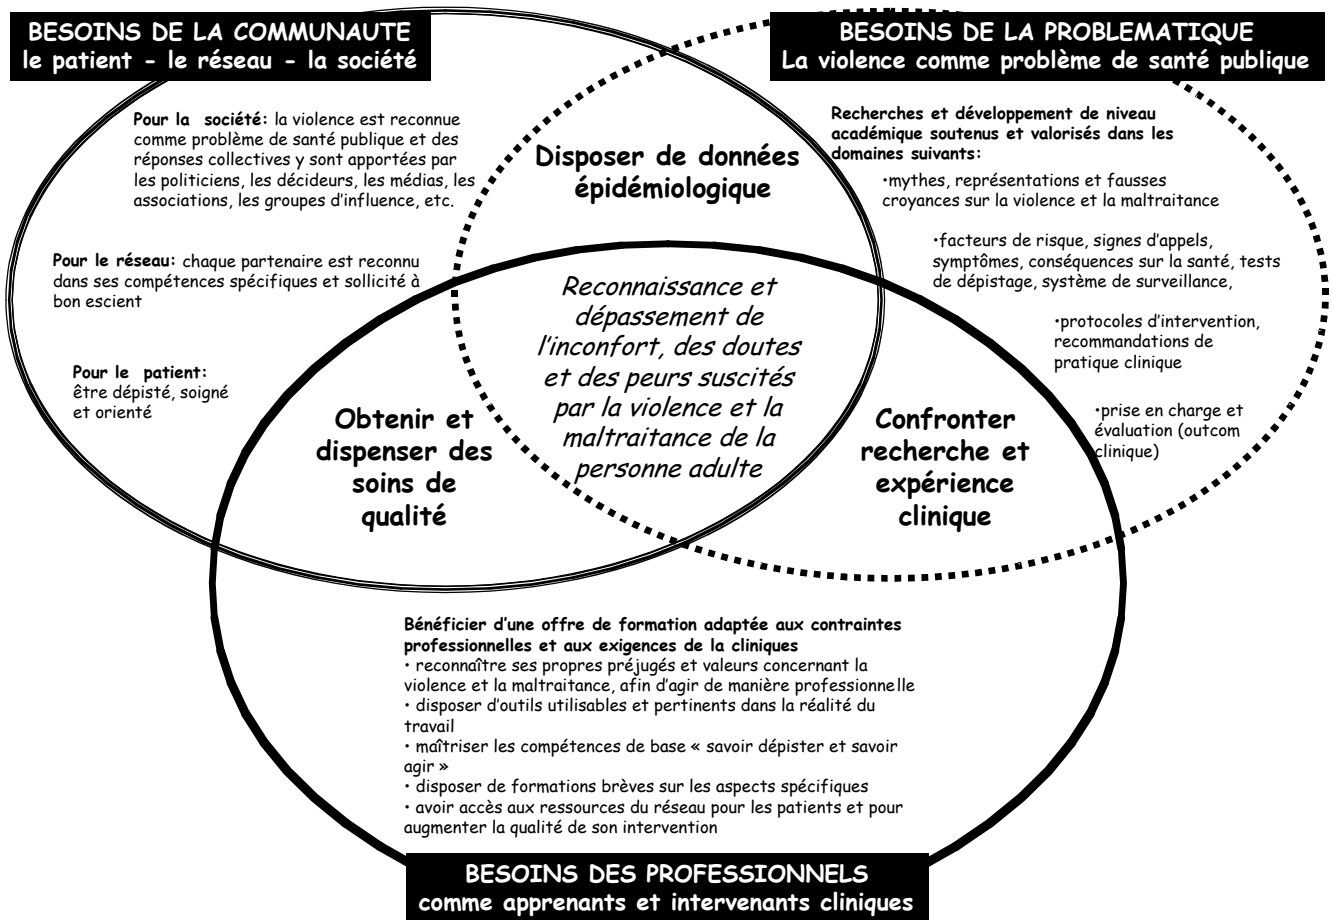 BESOINS DE LA COMMUNAUTE
le patient - le réseau - la société
BESOINS DE LA PROBLEMATIQUE
La violence comme problème de santé publique
Pour la société: la violence est reconnue
comme problème de santé publique et des
réponses collectives y sont apportées par
les politiciens, les décideurs, les médias, les
associations, les groupes d'influence, etc.
Pour le réseau: chaque partenaire est reconnu
dans ses compétences spécifiques et sollicité à
bon escient
Pour le patient:
être dépisté, soigné
et orienté
Disposer de données
épidémiologique
Recherches et développement de niveau
académique soutenus et valorisés dans les
domaines suivants:
•mythes, représentations et fausses
croyances sur la violence et la maltraitance
•facteurs de risque, signes d'appels,
symptômes, conséquences sur la santé, tests
de dépistage, système de surveillance,
•protocoles d'intervention,
recommandations de
pratique clinique
•prise en charge et
évaluation (outcom
clinique)
Reconnaissance et
dépassement de
l'inconfort, des doutes
et des peurs suscités
par la violence et la
maltraitance de la
personne adulte
Obtenir et
dispenser des
soins de
qualité
Confronter
recherche et
expérience
clinique
Bénéficier d'une offre de formation adaptée aux contraintes
professionnelles et aux exigences de la cliniques
• reconnaître ses propres préjugés et valeurs concernant la
violence et la maltraitance, afin d'agir de manière professionnelle
• disposer d'outils utilisables et pertinents dans la réalité du
travail
• maîtriser les compétences de base « savoir dépister et savoir
agir »
• disposer de formations brèves sur les aspects spécifiques
• avoir accès aux ressources du réseau pour les patients et pour
augmenter la qualité de son intervention
BESOINS DES PROFESSIONNELS
comme apprenants et intervenants cliniques